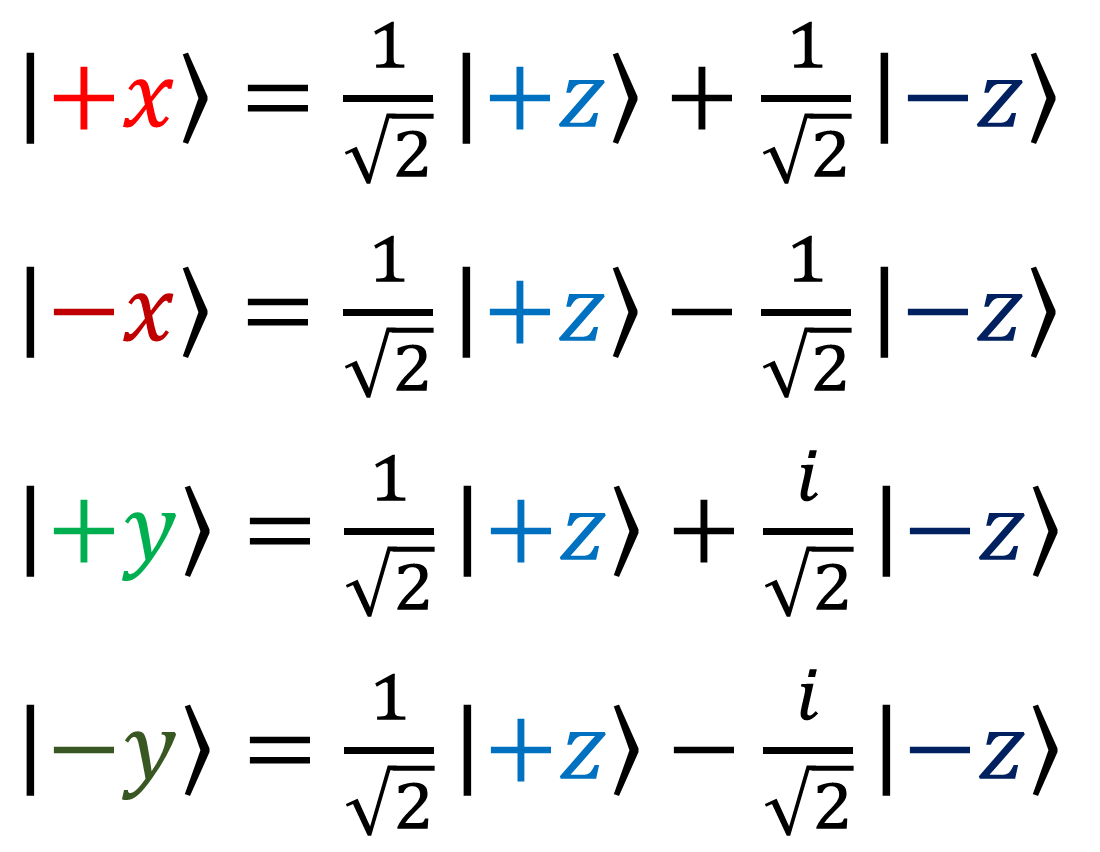 |+x⟩ = 1/√2 |+z⟩ + 1/√2 |−z⟩
|−x⟩ = 1/√2 |+z⟩ − 1/√2 |−z⟩
|+y⟩ = 1/√2 |+z⟩ + i/√2 |−z⟩
|−y⟩ = 1/√2 |+z⟩ − i/√2 |−z⟩